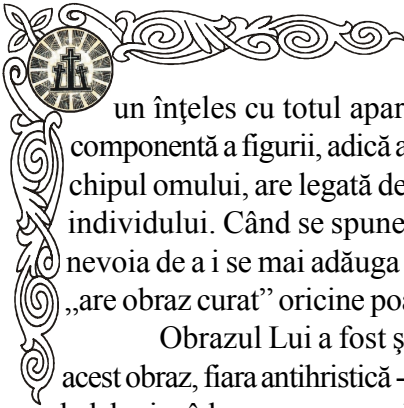 un înţeles cu totul apar
componentă a figurii, adică a
chipul omului, are legată de
individului. Când se spune
nevoia de a i se mai adăuga
„are obraz curat” oricine poa
Obrazul Lui a fost ş
acest obraz, fiara antihristică -